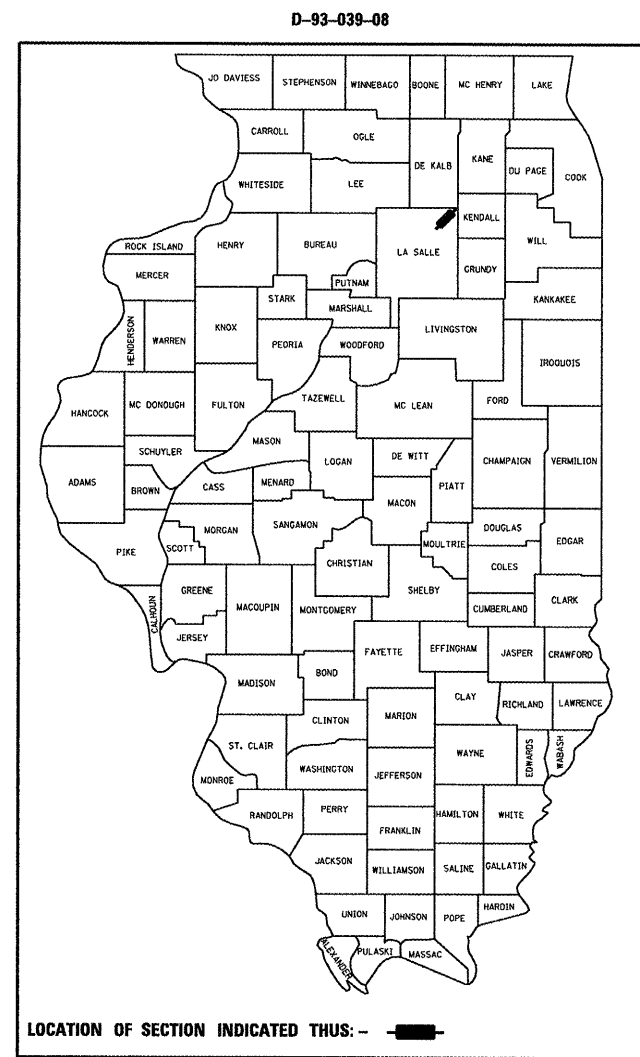 D-93-039-08
JO DAVIESS STEPHENSON WINNEBAGO BOONE MC HENRY LAKE
CARROLL OGLE
DE KALB KANE DU PAGE COOK
WHITESIDE LEE
KENDALL
ROCK ISLAND HENRY BUREAU LA SALLE WILL
MERCER PUTNAM GRUNDY
STARK MARSHALL KANKAKEE
HENDERSON WARREN KNOX PEORIA WOODFORD LIVINGSTON
IROQUOIS
HANCOCK MC DONOUGH FULTON TAZEWELL MC LEAN FORD
MASON
SCHUYLER LOGAN DE WITT CHAMPAIGN VERMILION
ADAMS BROWN CASS MENARD MACON PIATT
MORGAN SANGAMON DOUGLAS
PIKE SCOTT CHRISTIAN MOULTRIE EDGAR
COLES
GREENE MACOUPIN MONTGOMERY SHELBY CLARK
CALHOUN CUMBERLAND
JERSEY FAYETTE EFFINGHAM JASPER CRAWFORD
MADISON BOND
CLINTON MARION CLAY RICHLAND LAWRENCE
ST. CLAIR WAYNE EDWARDS WABASH
MONROE WASHINGTON JEFFERSON
RANDOLPH PERRY HAMILTON WHITE
FRANKLIN
JACKSON WILLIAMSON SALINE GALLATIN
UNION JOHNSON POPE HARDIN
ALEXANDER PULASKI MASSAC
LOCATION OF SECTION INDICATED THUS: -